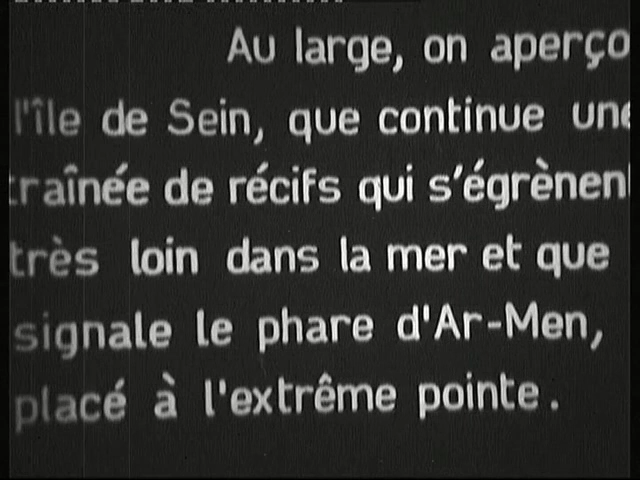 Au large, on aperço
l'île de Sein, que continue une
traînée de récifs qui s'égrènen
très loin dans la mer et que
signale le phare d'Ar-Men,
placé à l'extrême pointe.